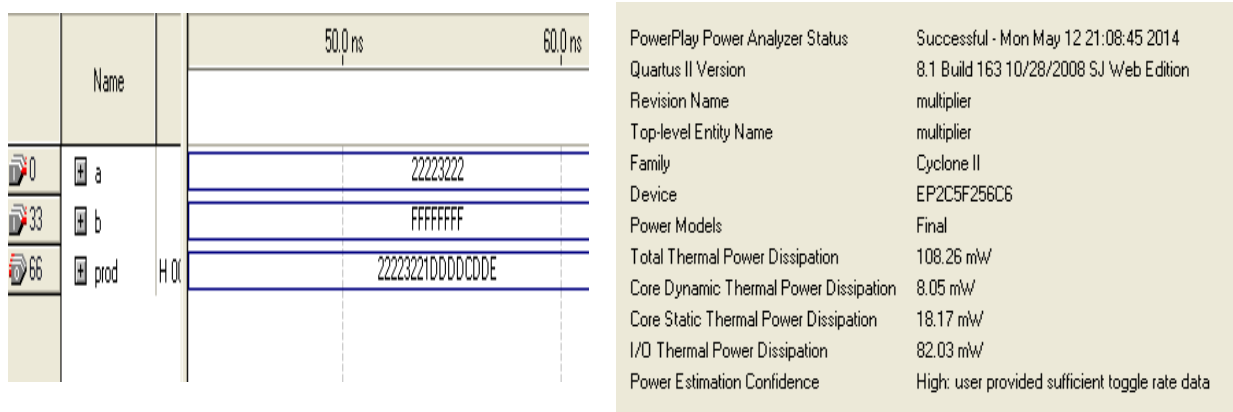 Name
50.0 ns 60.0 ns
0 a 22223222
33 b FFFFFFFF
66 prod H 00 22223221DDDDCDDE
PowerPlay Power Analyzer Status Successful - Mon May 12 21:08:45 2014
Quartus II Version 8.1 Build 163 10/28/2008 SJ Web Edition
Revision Name multiplier
Top-level Entity Name multiplier
Family Cyclone II
Device EP2C5F256C6
Power Models Final
Total Thermal Power Dissipation 108.26 mW
Core Dynamic Thermal Power Dissipation 8.05 mW
Core Static Thermal Power Dissipation 18.17 mW
I/O Thermal Power Dissipation 82.03 mW
Power Estimation Confidence High: user provided sufficient toggle rate data